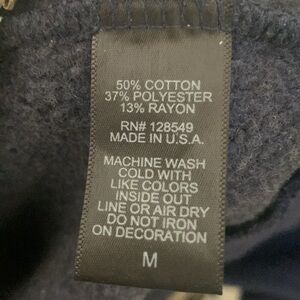 50% COTTON
37% POLYESTER
13% RAYON
RN# 128549
MADE IN U.S.A.
MACHINE WASH
COLD WITH
LIKE COLORS
INSIDE OUT
LINE OR AIR DRY
DO NOT IRON
ON DECORATION
M